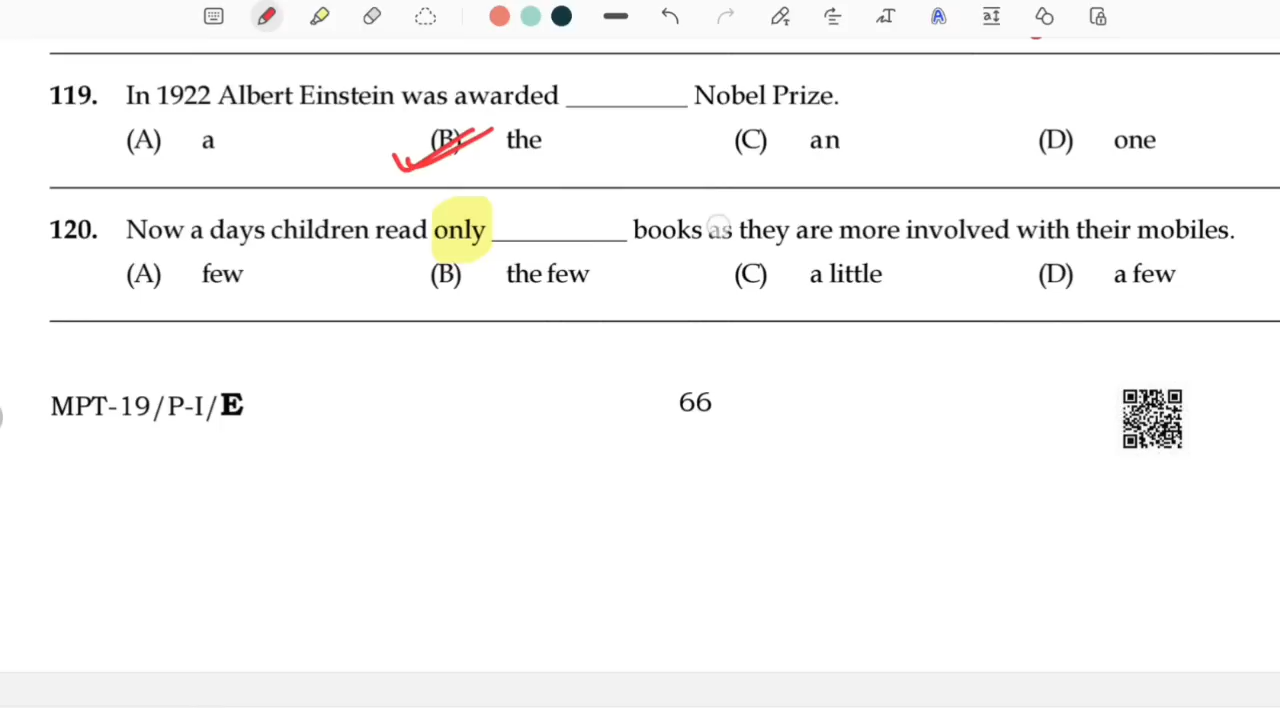 119. In 1922 Albert Einstein was awarded __________ Nobel Prize.
(A) a (B) the (C) an (D) one
120. Now a days children read only ___________ books as they are more involved with their mobiles.
(A) few (B) the few (C) a little (D) a few
MPT-19/P-I/E 66